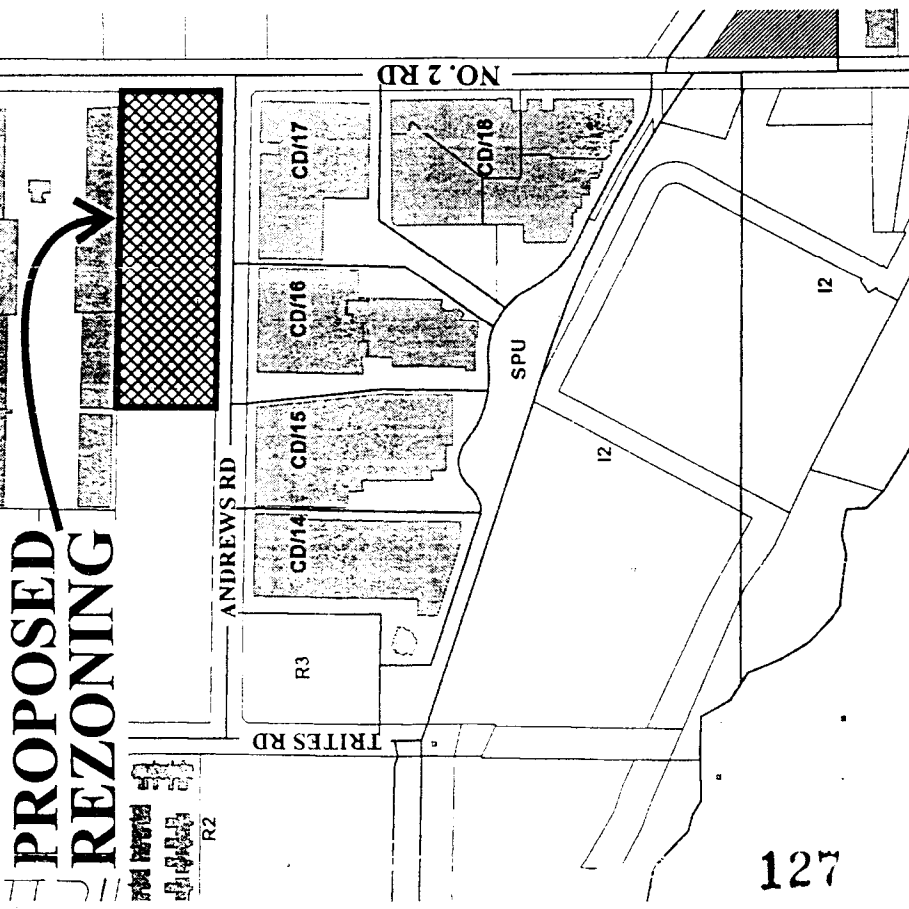 PROPOSED
REZONING
NO. 2 RD
CD/17
CD/18
CD/16
ANDREWS RD
CD/15
CD/14
SPU
I2
I2
R3
TRITES RD
R2
127